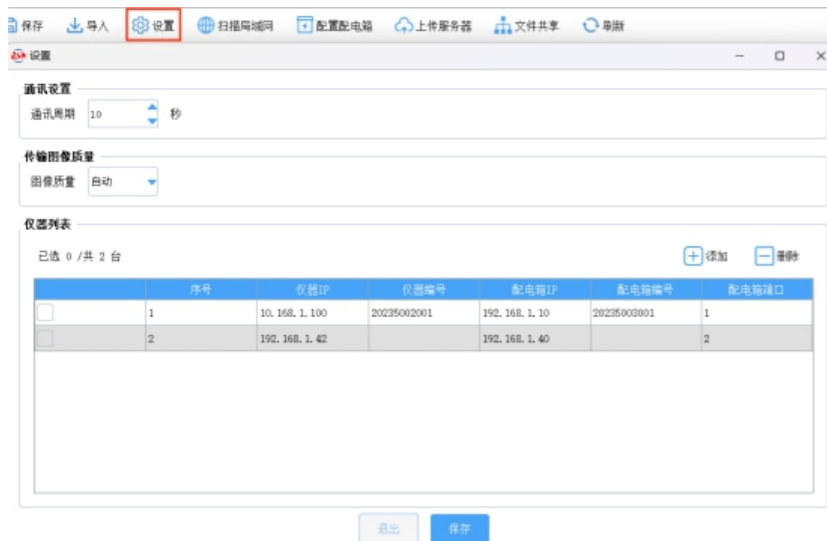 保存 导入 设置 扫描局域网 配置配电箱 上传服务器 文件共享 刷新
设置
通讯设置
通讯周期 10 秒
传输图像质量
图像质量 自动
仪器列表
已选 0 /共 2 台 添加 删除
序号 仪器IP 仪器编号 配电箱IP 配电箱编号 配电箱端口
1 10.168.1.100 20235002001 192.168.1.10 20235003001 1
2 192.168.1.42 192.168.1.40 2
退出 保存